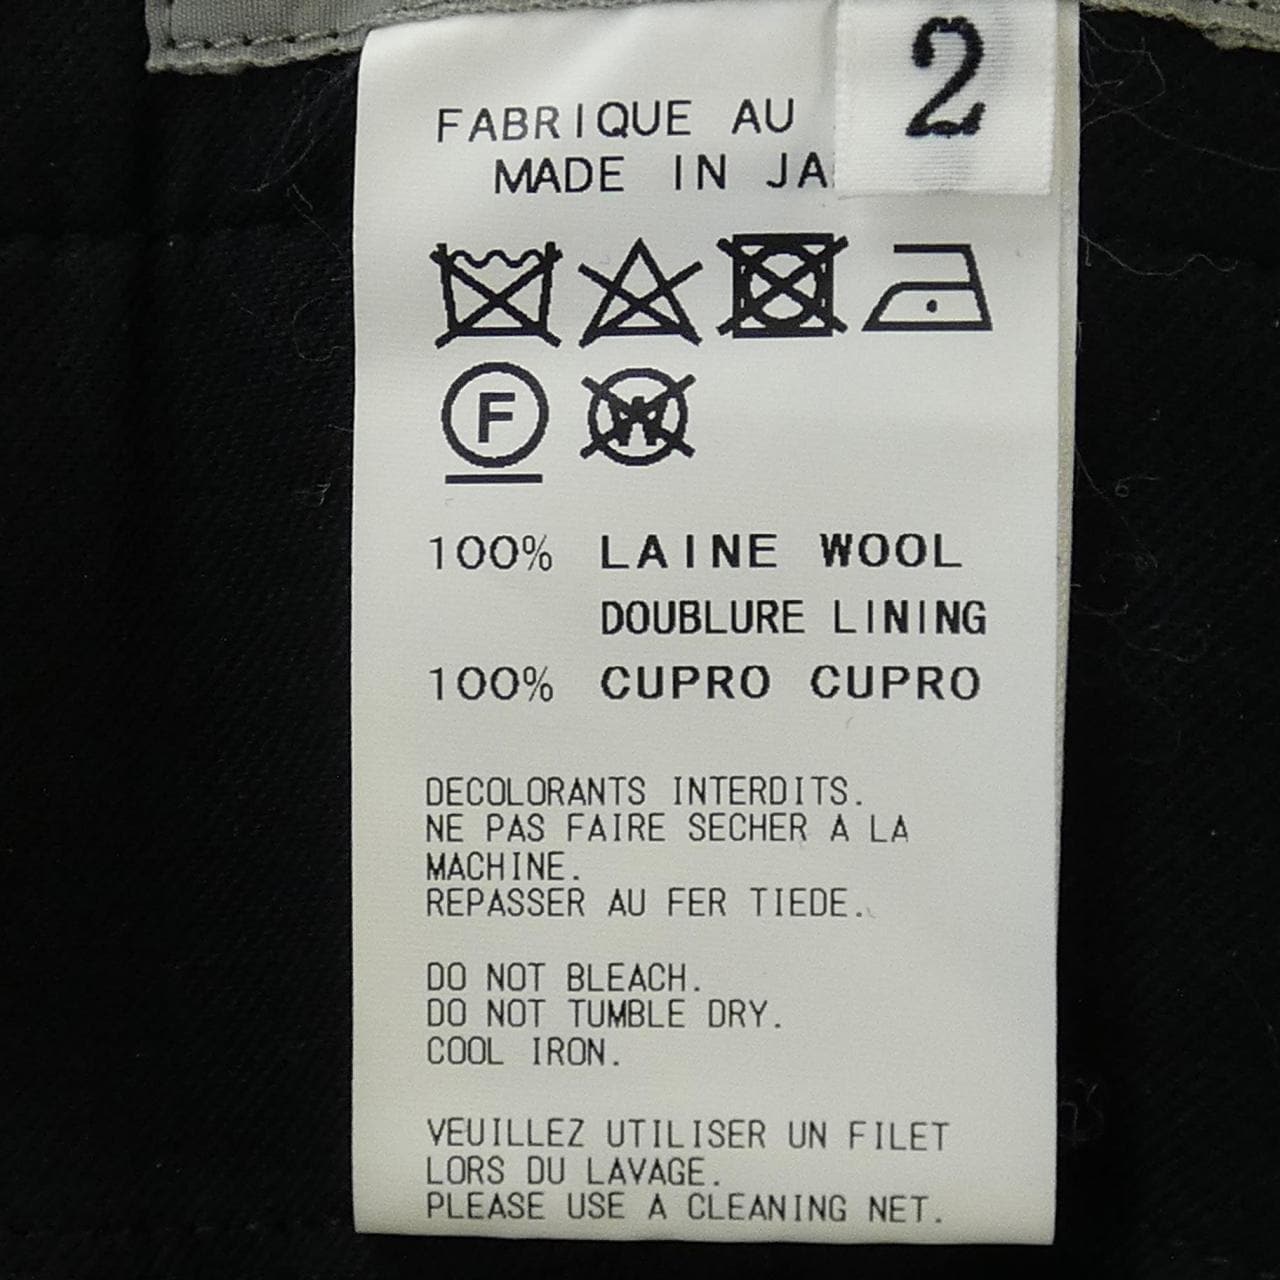 2
FABRIQUE AU
MADE IN JA
F
W
100% LAINE WOOL
DOUBLURE LINING
100% CUPRO CUPRO
DECOLORANTS INTERDITS.
NE PAS FAIRE SECHER A LA
MACHINE.
REPASSER AU FER TIEDE.
DO NOT BLEACH.
DO NOT TUMBLE DRY.
COOL IRON.
VEUILLEZ UTILISER UN FILET
LORS DU LAVAGE.
PLEASE USE A CLEANING NET.